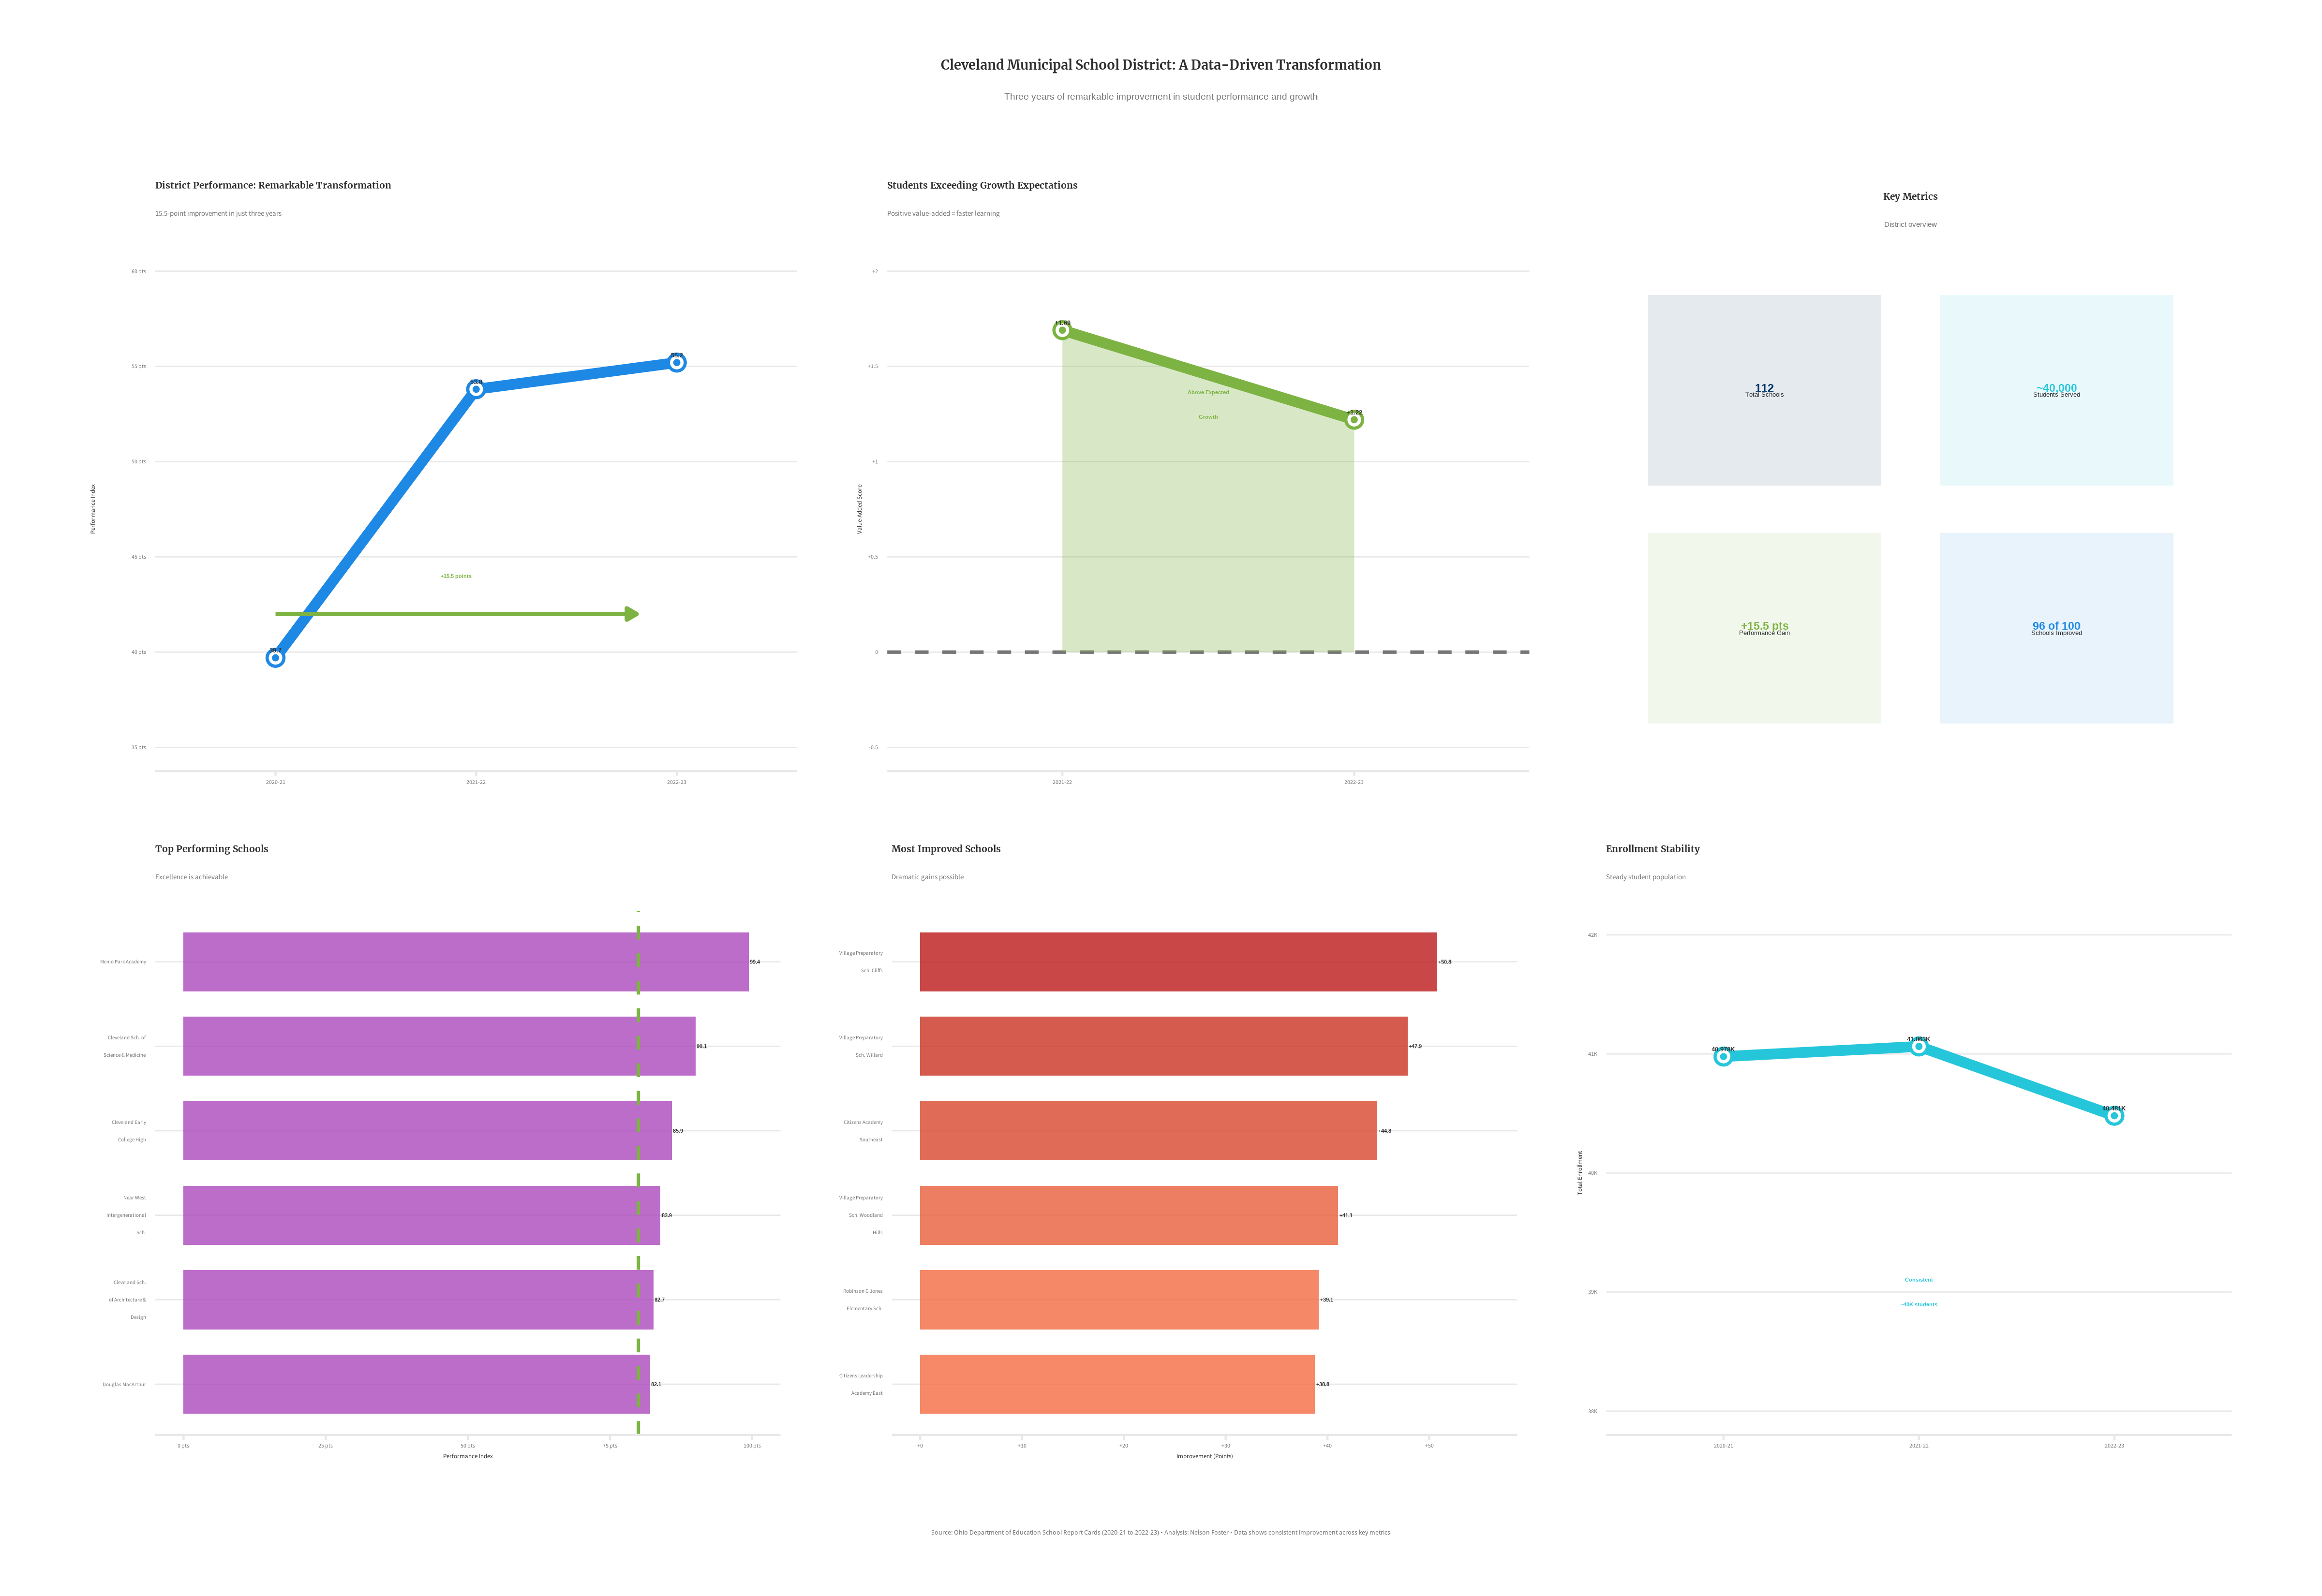 Cleveland Municipal School District: A Data-Driven Transformation
Three years of remarkable improvement in student performance and growth
District Performance: Remarkable Transformation
15.5-point improvement in just three years
Performance Index
60 pts
55 pts
50 pts
45 pts
40 pts
35 pts
55.2
53.8
39.7
+15.5 points
2020-21
2021-22
2022-23
Students Exceeding Growth Expectations
Positive value-added = faster learning
Value-Added Score
+2
+1.5
+1
+0.5
0
-0.5
+1.22
Above Expected
Growth
2021-22
2022-23
Key Metrics
District overview
112
Total Schools
~40,000
Students Served
+15.5 pts
Performance Gain
96 of 100
Schools Improved
Top Performing Schools
Excellence is achievable
Menlo Park Academy
99.4
Cleveland Sch. of
Science & Medicine
90.1
Cleveland Early
College High
85.9
Near West
Intergenerational
Sch.
83.9
Cleveland Sch.
of Architecture &
Design
82.7
Douglas MacArthur
82.1
0 pts
25 pts
50 pts
75 pts
100 pts
Performance Index
Most Improved Schools
Dramatic gains possible
Village Preparatory
Sch. Cliffs
+50.8
Village Preparatory
Sch. Willard
+47.9
Citizens Academy
Southeast
+44.8
Village Preparatory
Sch. Woodland
Hills
+41.1
Robinson G Jones
Elementary Sch.
+39.1
Citizens Leadership
Academy East
+38.8
+0
+10
+20
+30
+40
+50
Improvement (Points)
Enrollment Stability
Steady student population
Total Enrollment
42K
41K
40K
39K
38K
Consistent
~40K students
2020-21
2021-22
2022-23
Source: Ohio Department of Education School Report Cards (2020-21 to 2022-23) • Analysis: Nelson Foster • Data shows consistent improvement across key metrics